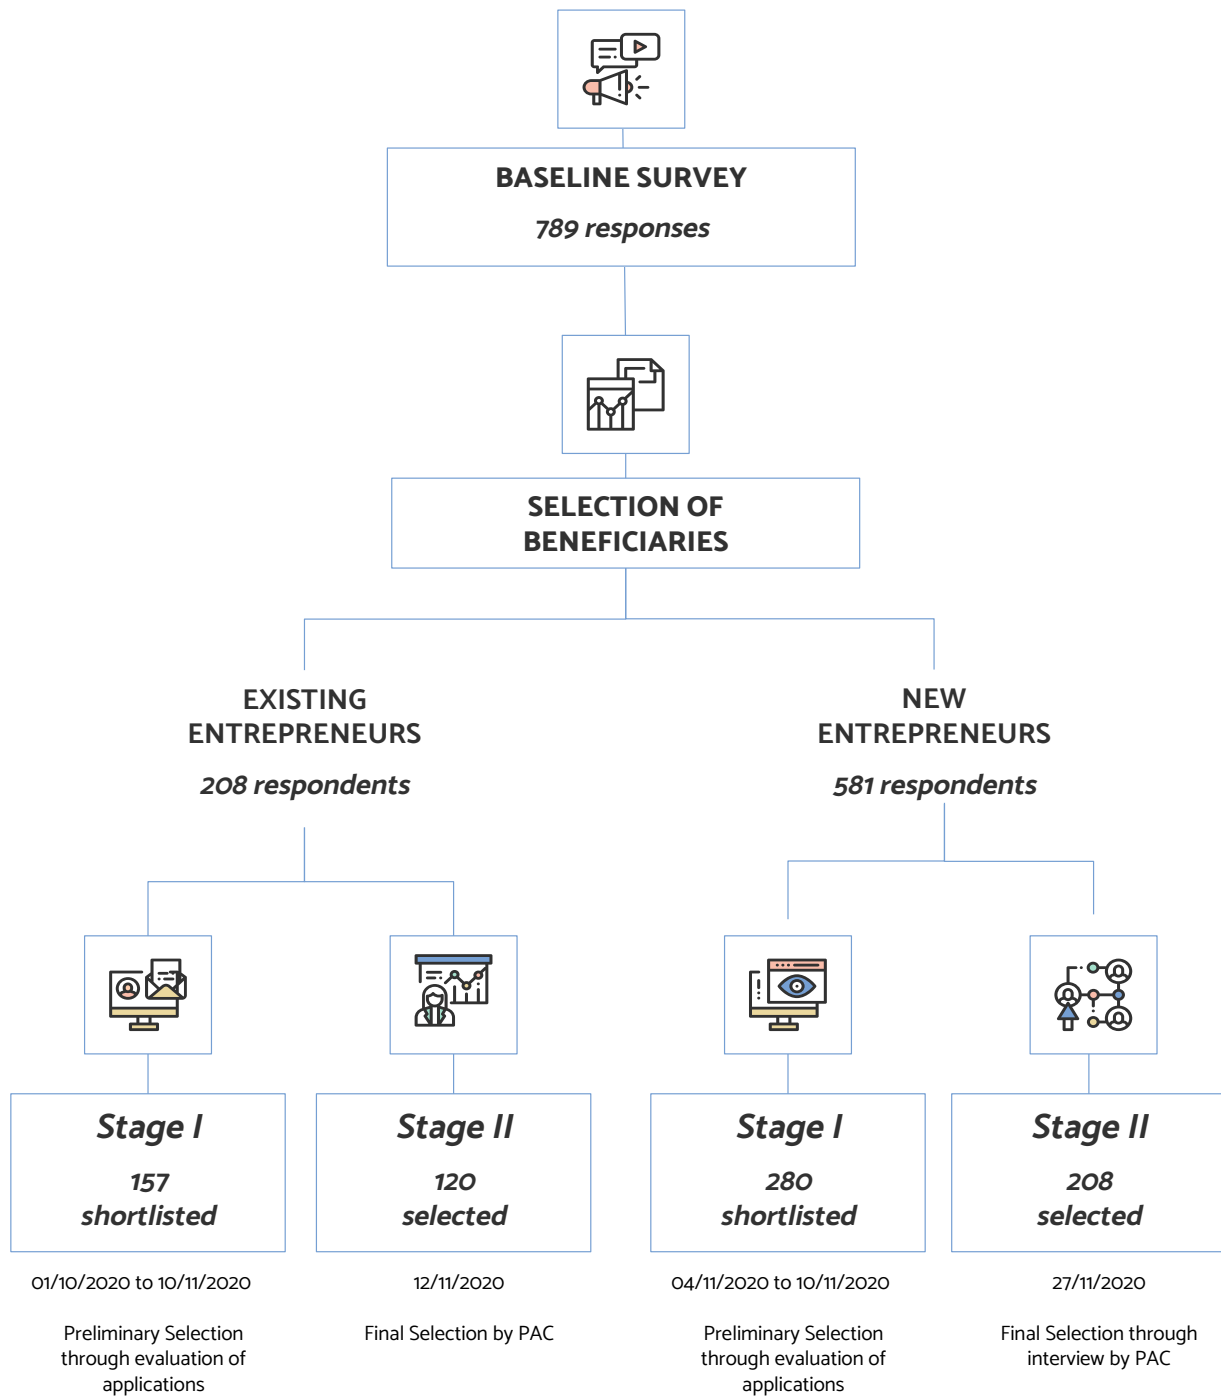 BASELINE SURVEY
789 responses
SELECTION OF
BENEFICIARIES
EXISTING
ENTREPRENEURS
208 respondents
NEW
ENTREPRENEURS
581 respondents
Stage I
157
shortlisted
01/10/2020 to 10/11/2020
Preliminary Selection
through evaluation of
applications
Stage II
120
selected
12/11/2020
Final Selection by PAC
Stage I
280
shortlisted
04/11/2020 to 10/11/2020
Preliminary Selection
through evaluation of
applications
Stage II
208
selected
27/11/2020
Final Selection through
interview by PAC